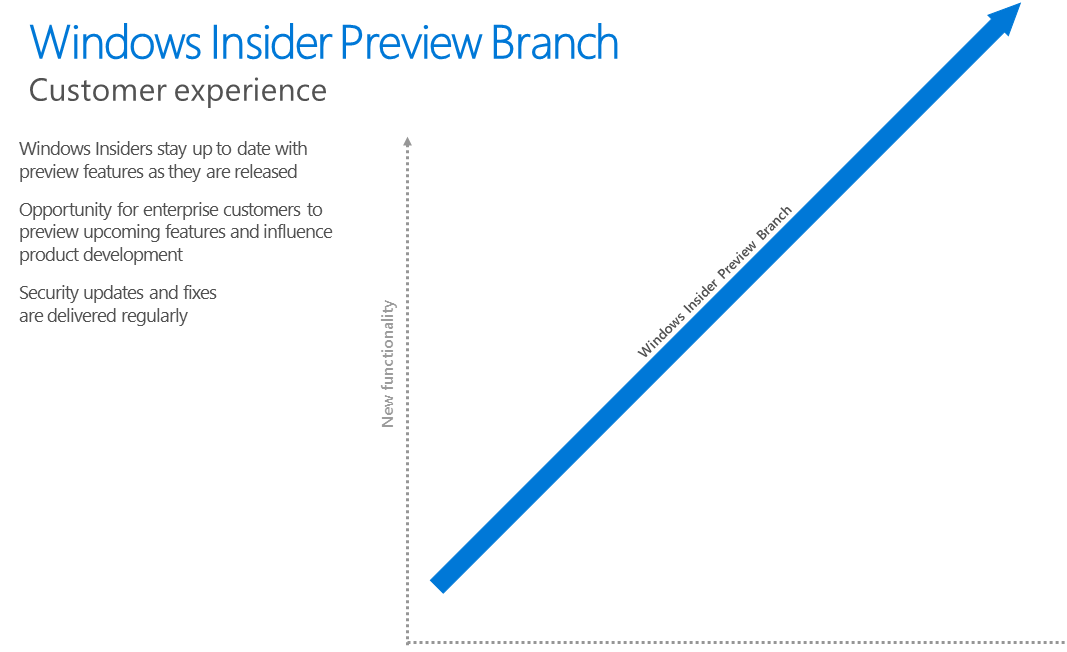 Windows Insider Preview Branch
Customer experience
Windows Insiders stay up to date with
preview features as they are released
Opportunity for enterprise customers to
preview upcoming features and influence
product development
Security updates and fixes
are delivered regularly
New functionality
Windows Insider Preview Branch